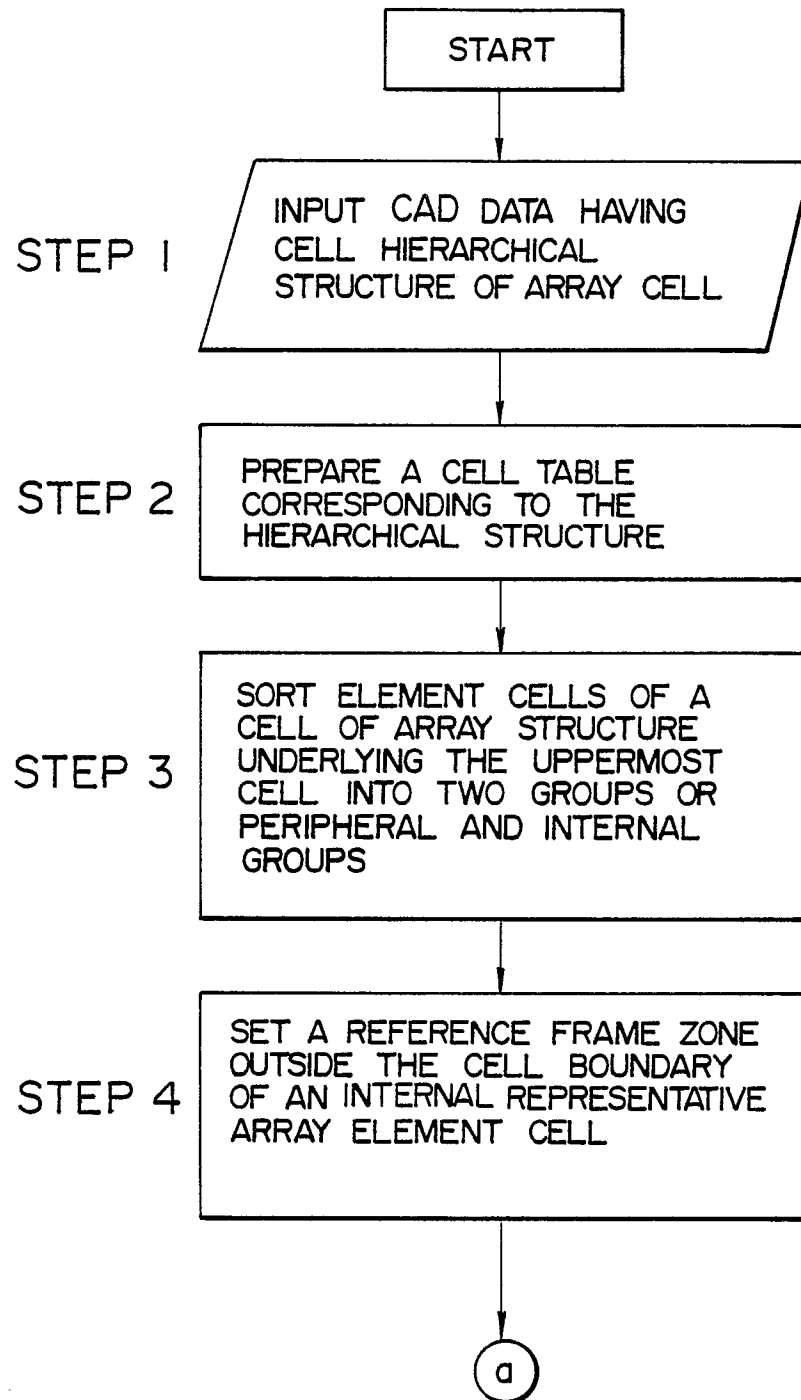 START
STEP 1
INPUT CAD DATA HAVING
CELL HIERARCHICAL
STRUCTURE OF ARRAY CELL
STEP 2
PREPARE A CELL TABLE
CORRESPONDING TO THE
HIERARCHICAL STRUCTURE
STEP 3
SORT ELEMENT CELLS OF A
CELL OF ARRAY STRUCTURE
UNDERLYING THE UPPERMOST
CELL INTO TWO GROUPS OR
PERIPHERAL AND INTERNAL
GROUPS
STEP 4
SET A REFERENCE FRAME ZONE
OUTSIDE THE CELL BOUNDARY
OF AN INTERNAL REPRESENTATIVE
ARRAY ELEMENT CELL
a